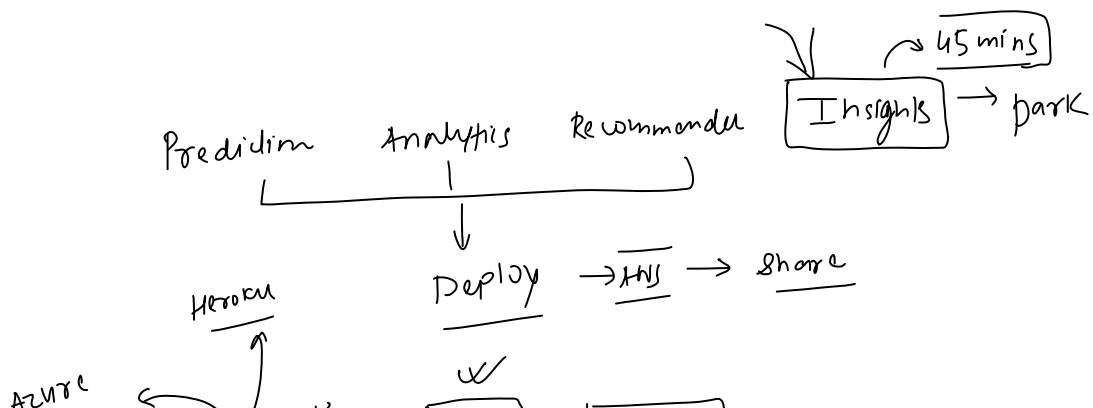 45 mins
Insights → park
Prediction Analytics Recommender
Deploy → AWS → Share
Heroku
Azure